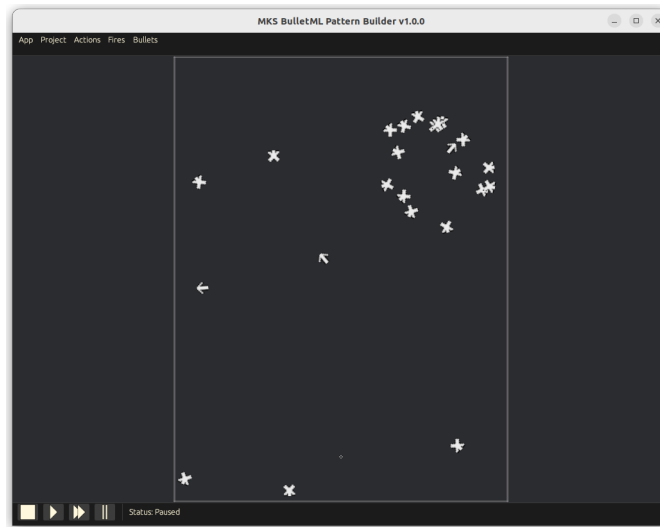 MKS BulletML Pattern Builder v1.0.0
App Project Actions Fires Bullets
Status: Paused